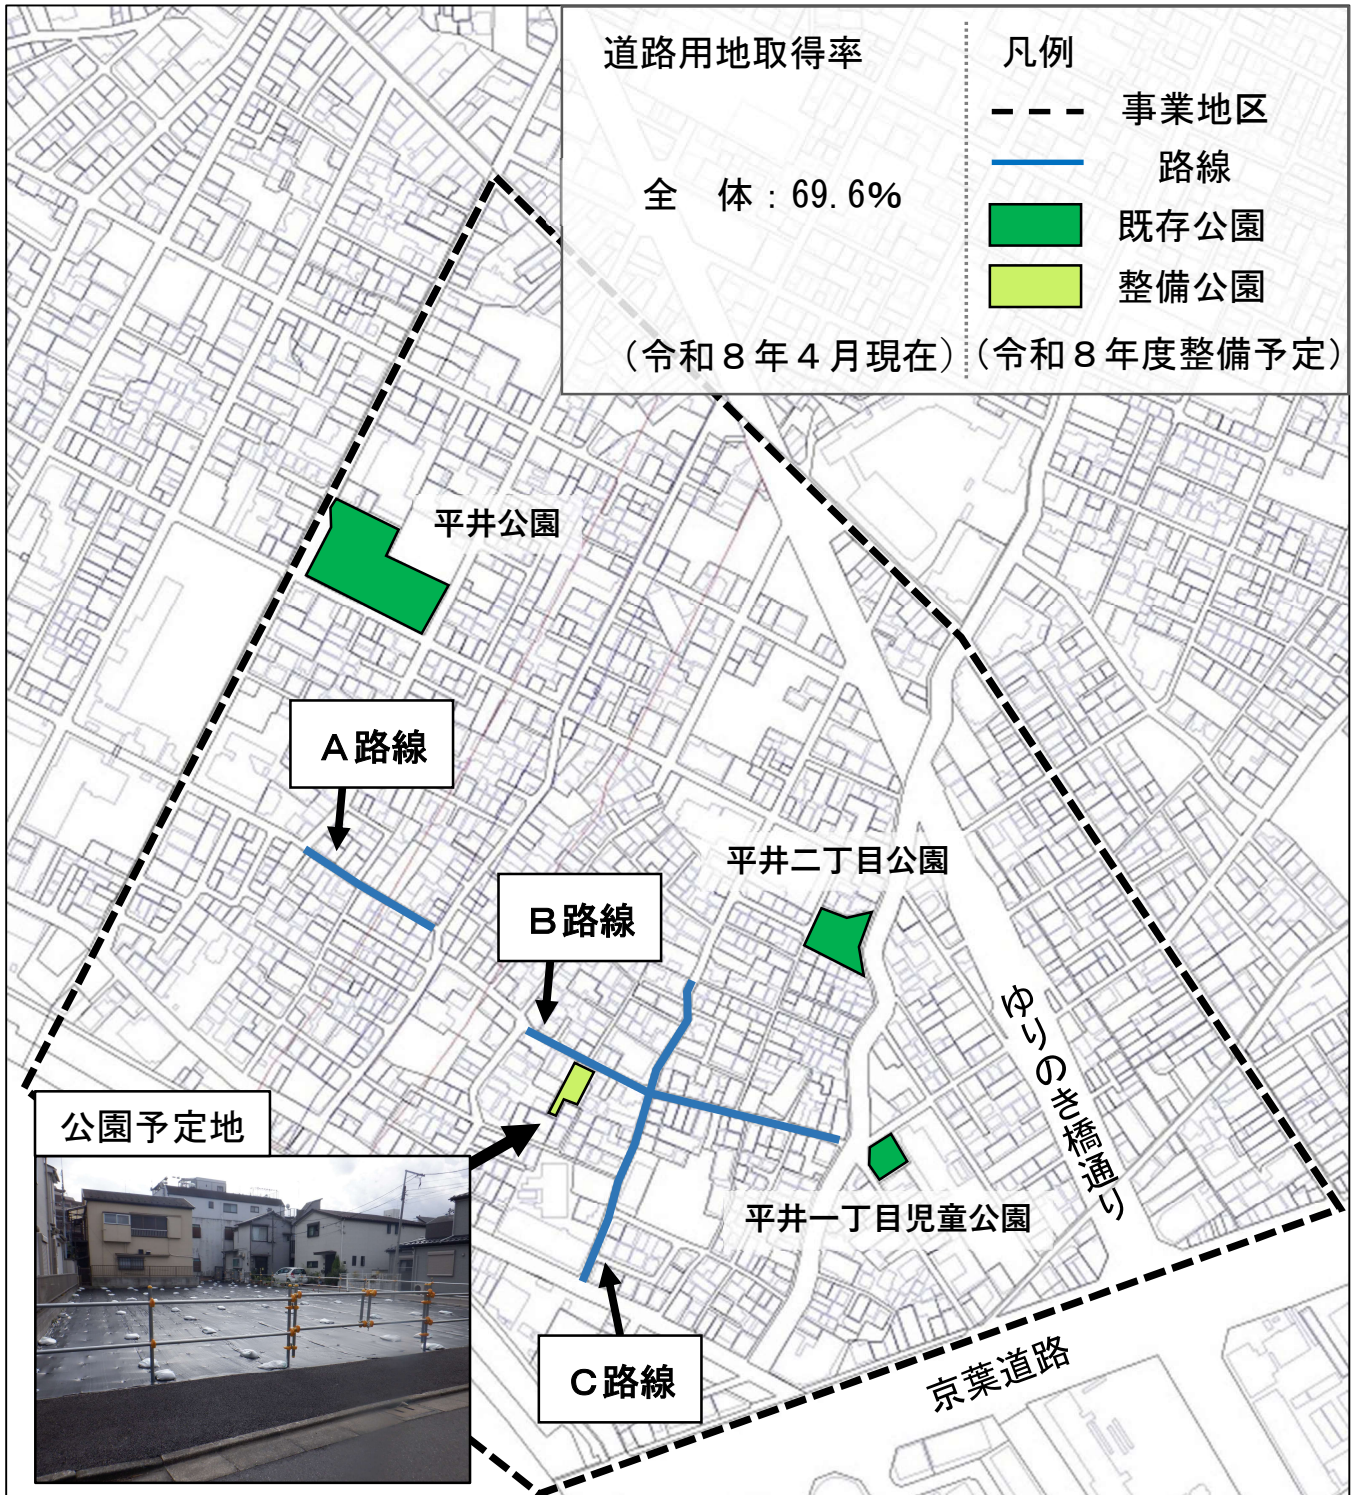 道路用地取得率
全　体：69.6%
（令和８年４月現在）
凡例
事業地区
路線
既存公園
整備公園
（令和８年度整備予定）
平井公園
Ａ路線
平井二丁目公園
Ｂ路線
ゆりのき橋通り
公園予定地
平井一丁目児童公園
京葉道路
Ｃ路線